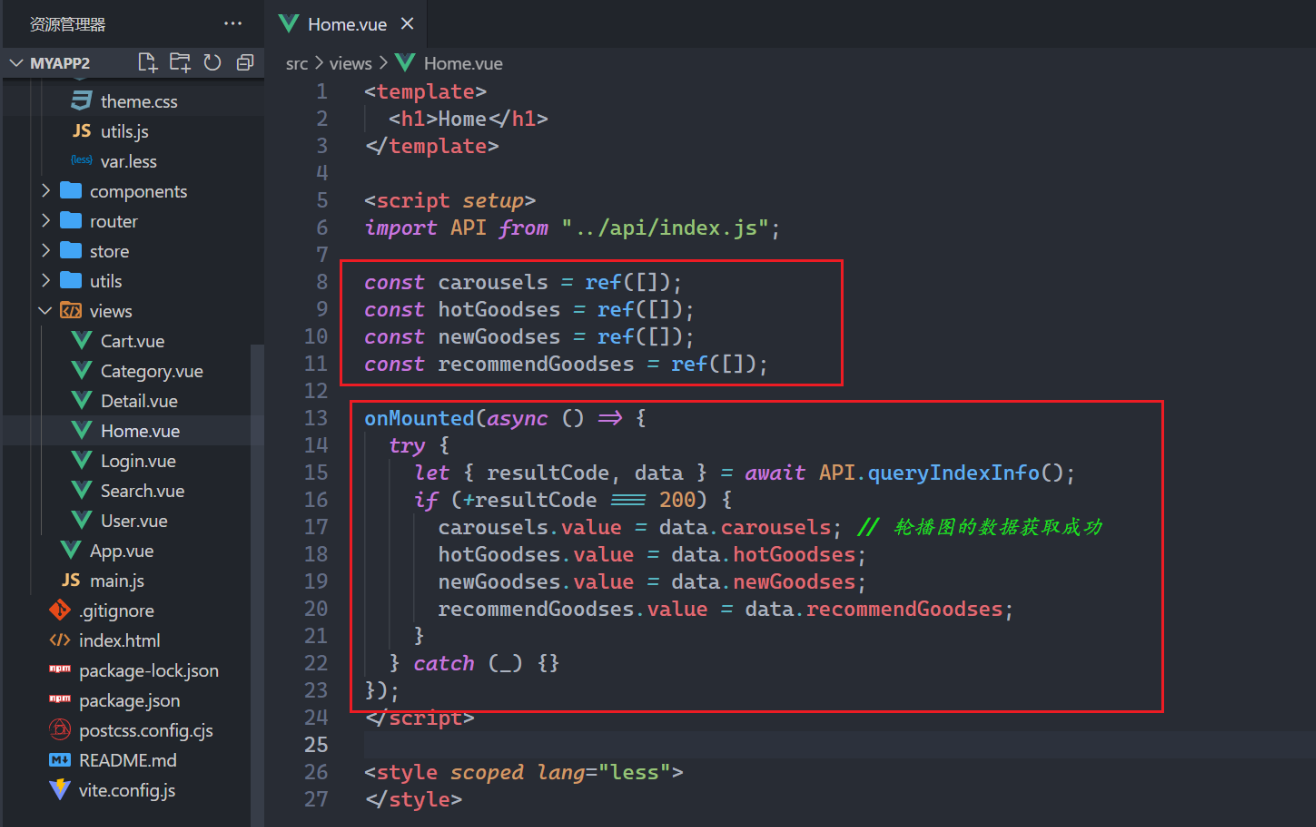 资源管理器
···
Home.vue
MYAPP2
src > views > Home.vue
theme.css
JS utils.js
{less} var.less
components
router
store
utils
views
Cart.vue
Category.vue
Detail.vue
Home.vue
Login.vue
Search.vue
User.vue
App.vue
JS main.js
.gitignore
index.html
npm package-lock.json
npm package.json
postcss.config.cjs
M README.md
vite.config.js
1 <template>
2 <h1>Home</h1>
3 </template>
4
5 <script setup>
6 import API from "../api/index.js";
7
8 const carousels = ref([]);
9 const hotGoodses = ref([]);
10 const newGoodses = ref([]);
11 const recommendGoodses = ref([]);
12
13 onMounted(async () => {
14 try {
15 let { resultCode, data } = await API.queryIndexInfo();
16 if (+resultCode === 200) {
17 carousels.value = data.carousels; // 轮播图的数据获取成功
18 hotGoodses.value = data.hotGoodses;
19 newGoodses.value = data.newGoodses;
20 recommendGoodses.value = data.recommendGoodses;
21 }
22 } catch (_) {}
23 });
24 </script>
25
26 <style scoped lang="less">
27 </style>